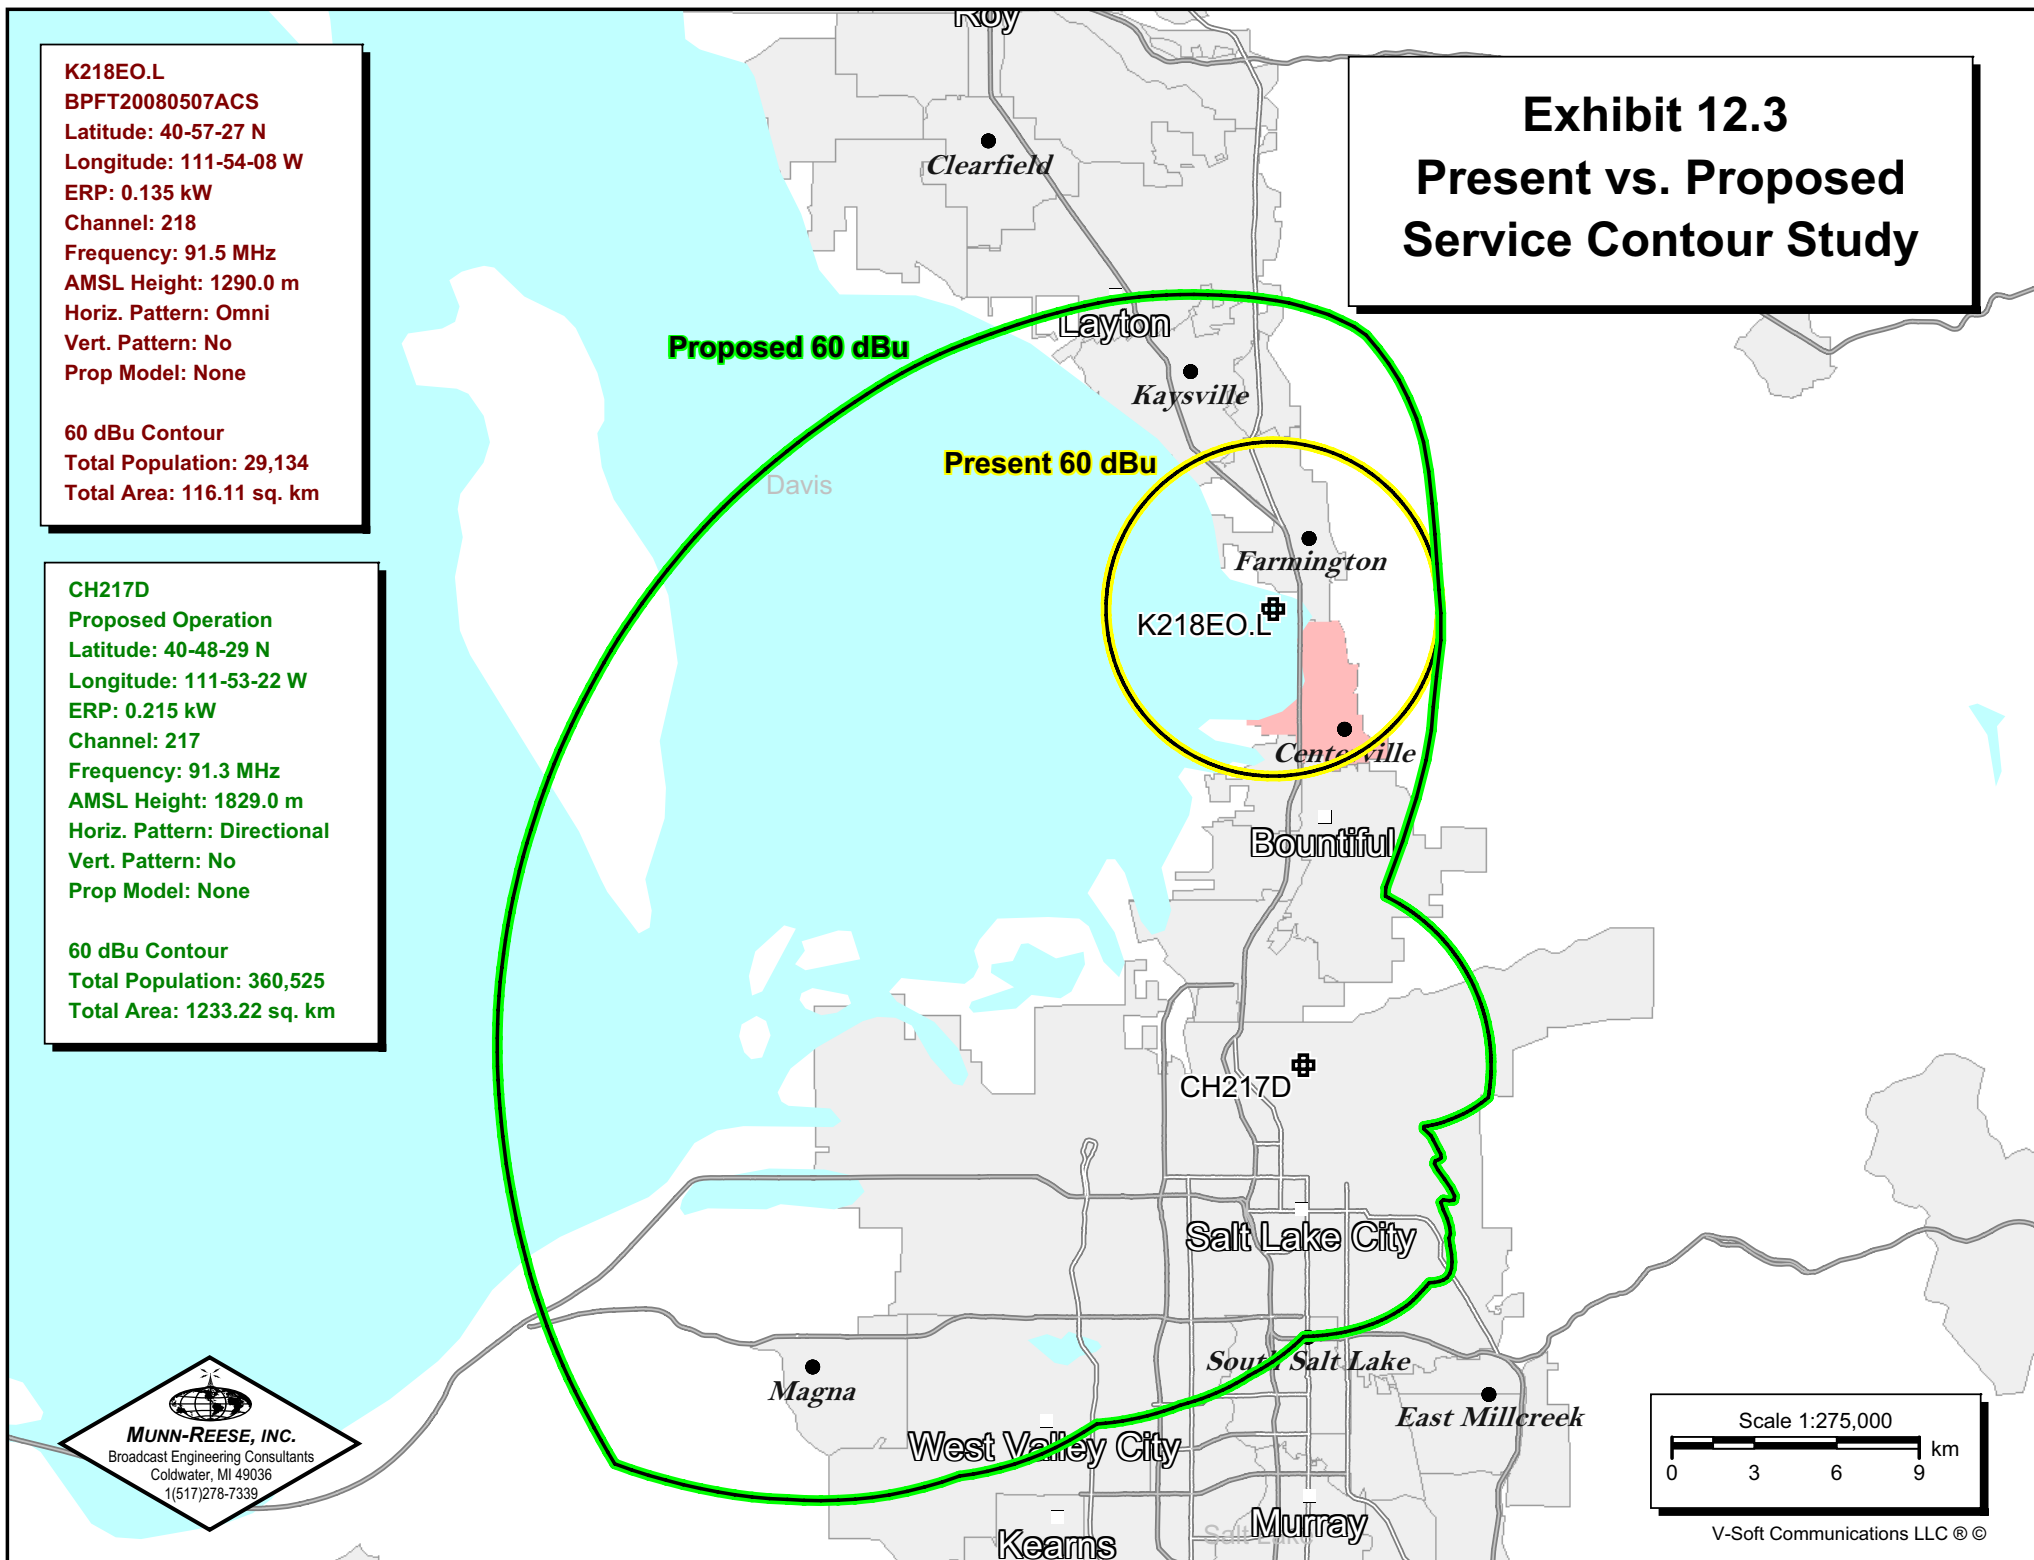 Roy
K218EO.L
BPFT20080507ACS
Latitude: 40-57-27 N
Longitude: 111-54-08 W
ERP: 0.135 kW
Channel: 218
Frequency: 91.5 MHz
AMSL Height: 1290.0 m
Horiz. Pattern: Omni
Vert. Pattern: No
Prop Model: None
60 dBu Contour
Total Population: 29,134
Total Area: 116.11 sq. km
Exhibit 12.3
Present vs. Proposed
Service Contour Study
Clearfield
Layton
Proposed 60 dBu
Kaysville
Present 60 dBu
Davis
Farmington
K218EO.L
CH217D
Proposed Operation
Latitude: 40-48-29 N
Longitude: 111-53-22 W
ERP: 0.215 kW
Channel: 217
Frequency: 91.3 MHz
AMSL Height: 1829.0 m
Horiz. Pattern: Directional
Vert. Pattern: No
Prop Model: None
60 dBu Contour
Total Population: 360,525
Total Area: 1233.22 sq. km
Centerville
Bountiful
CH217D
Salt Lake City
South Salt Lake
Magna
East Millcreek
West Valley City
Murray
Salt Lake
Kearns
MUNN-REESE, INC.
Broadcast Engineering Consultants
Coldwater, MI 49036
1(517)278-7339
Scale 1:275,000
km
0 3 6 9
V-Soft Communications LLC ® ©